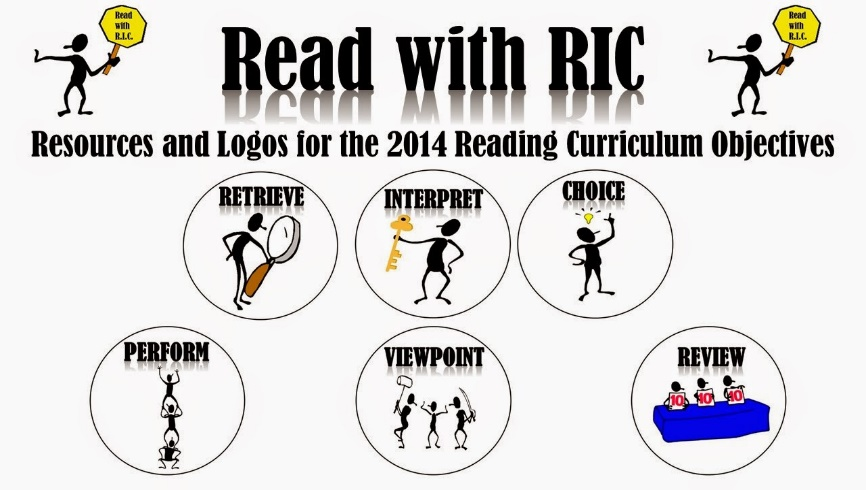 Read
with
R.I.C.
Read with RIC
Read
with
R.I.C.
Resources and Logos for the 2014 Reading Curriculum Objectives
RETRIEVE
INTERPRET
CHOICE
PERFORM
VIEWPOINT
REVIEW
10 10 10